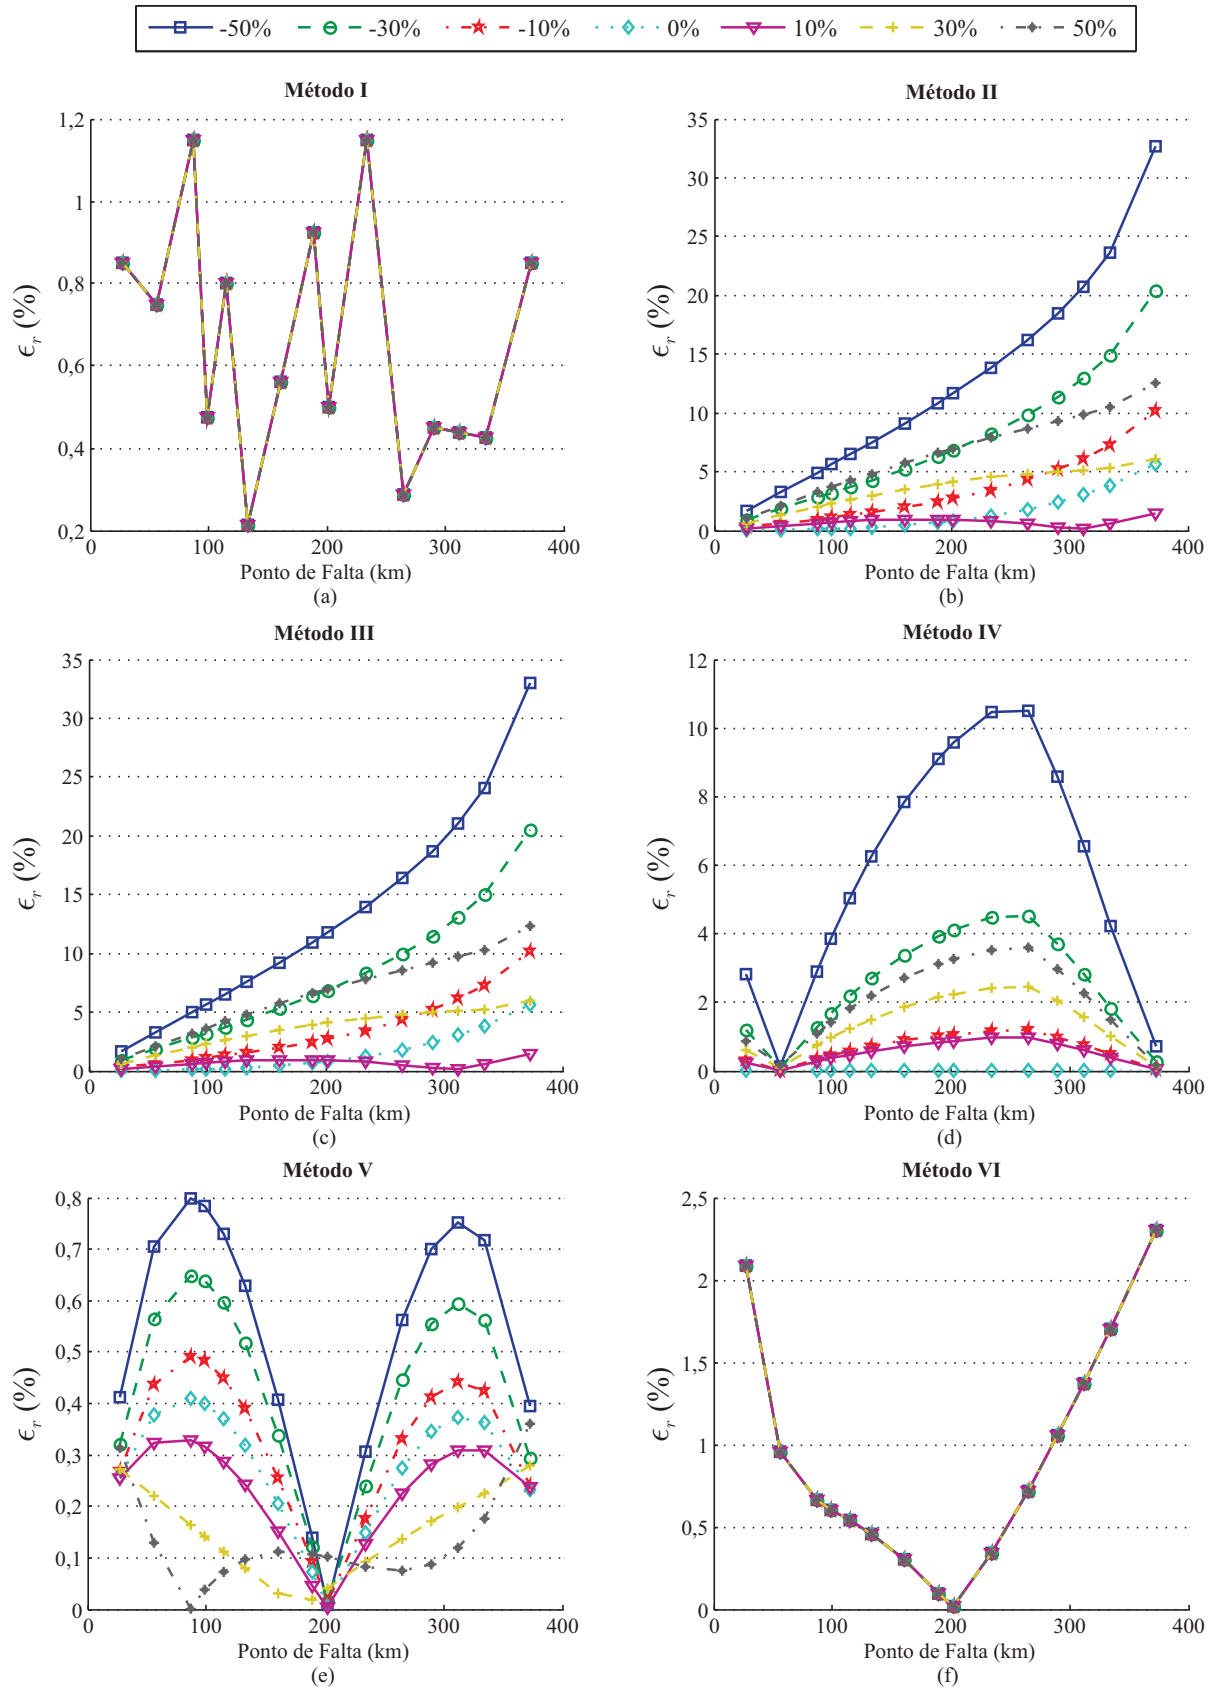 -50% -30% -10% 0% 10% 30% 50%
Método I
1,2
1
0,8
0,6
0,4
0,2
0 100 200 300 400
ϵr (%)
Ponto de Falta (km)
(a)
Método II
35
30
25
20
15
10
5
0
0 100 200 300 400
ϵr (%)
Ponto de Falta (km)
(b)
Método III
35
30
25
20
15
10
5
0
0 100 200 300 400
ϵr (%)
Ponto de Falta (km)
(c)
Método IV
12
10
8
6
4
2
0
0 100 200 300 400
ϵr (%)
Ponto de Falta (km)
(d)
Método V
0,8
0,7
0,6
0,5
0,4
0,3
0,2
0,1
0
0 100 200 300 400
ϵr (%)
Ponto de Falta (km)
(e)
Método VI
2,5
2
1,5
1
0,5
0
0 100 200 300 400
ϵr (%)
Ponto de Falta (km)
(f)